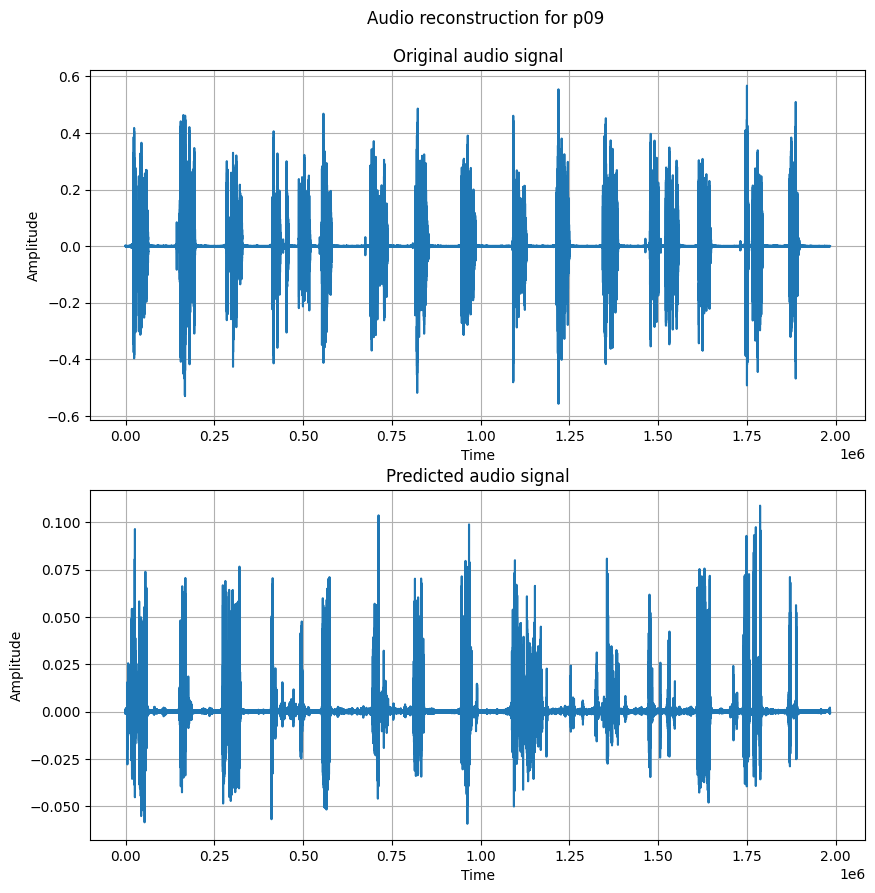 Audio reconstruction for p09
Original audio signal
0.6
0.4
0.2
0.0
−0.2
−0.4
−0.6
Amplitude
0.00 0.25 0.50 0.75 1.00 1.25 1.50 1.75 2.00
Time
1e6
Predicted audio signal
0.100
0.075
0.050
0.025
0.000
−0.025
−0.050
Amplitude
0.00 0.25 0.50 0.75 1.00 1.25 1.50 1.75 2.00
Time
1e6